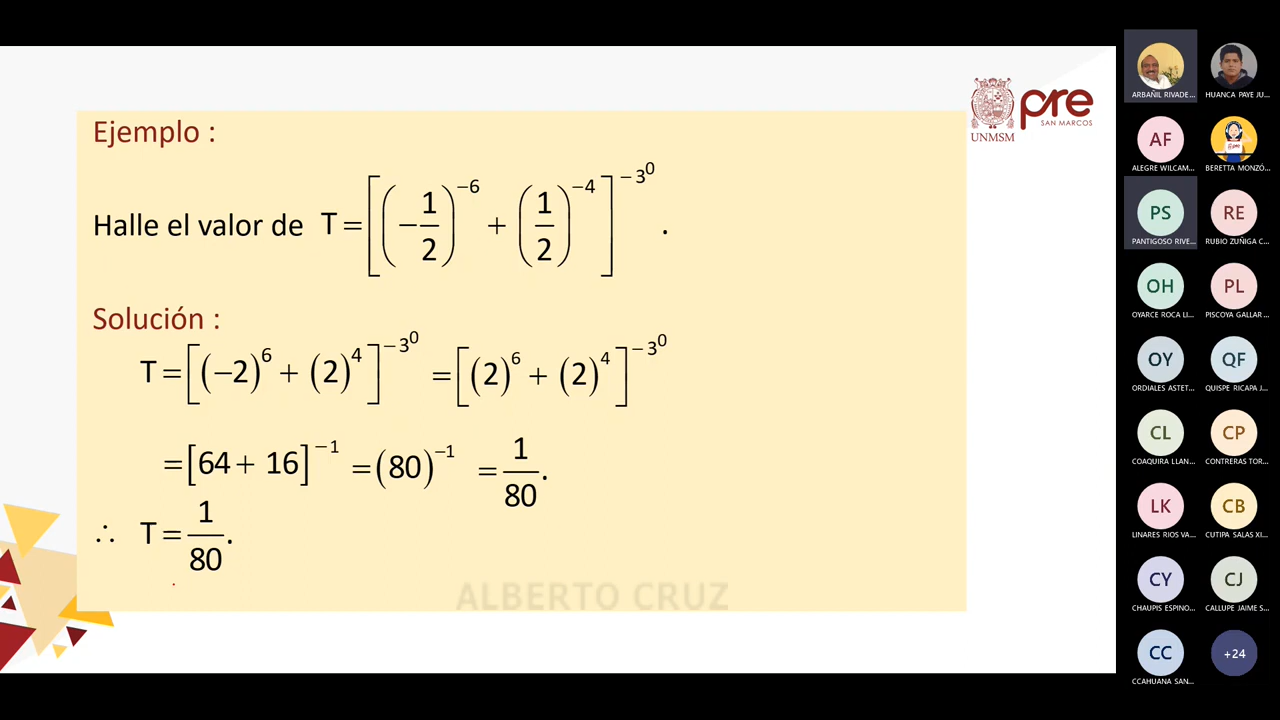 Ejemplo :
Halle el valor de T = [(−1/2)^−6 + (1/2)^−4]^−3^0 .
Solución :
T = [(−2)^6 + (2)^4]^−3^0 = [(2)^6 + (2)^4]^−3^0
= [64 + 16]^−1 = (80)^−1 = 1/80.
∴ T = 1/80.
ALBERTO CRUZ
UNMSM
pre
SAN MARCOS
ARBAÑIL RIVADE...
HUANCA PAYE JU...
AF
ALEGRE WILCAM...
BERETTA MONZÓ...
PS
PANTIGOSO RIVE...
RE
RUBIO ZUÑIGA C...
OH
OYARCE ROCA LI...
PL
PISCOYA GALLAR...
OY
ORDIALES ASTET...
QF
QUISPE RICAPA J...
CL
COAQUIRA LLAN...
CP
CONTRERAS TOR...
LK
LINARES RIOS VA...
CB
CUTIPA SALAS XI...
CY
CHAUPIS ESPINO...
CJ
CALLUPE JAIME S...
CC
CCAHUANA SAN...
+24